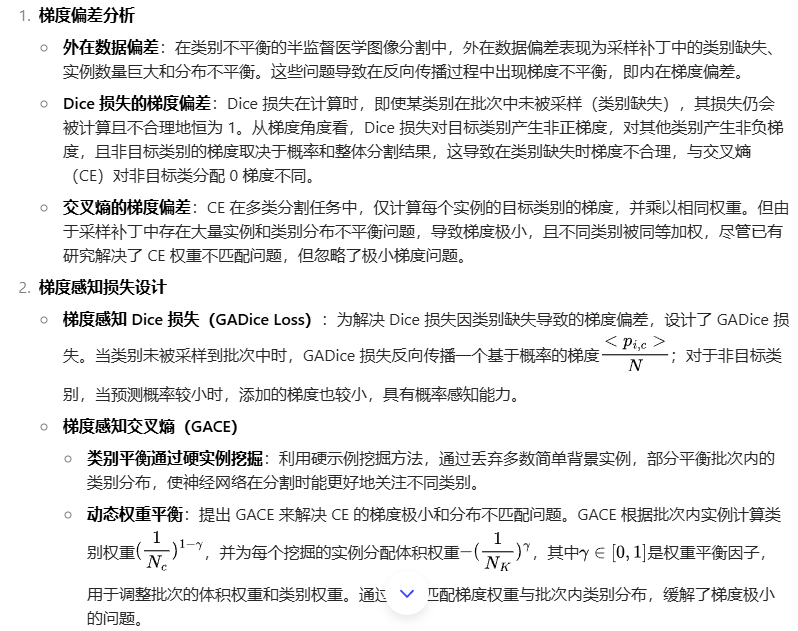 1. 梯度偏差分析
外在数据偏差：在类别不平衡的半监督医学图像分割中，外在数据偏差表现为采样补丁中的类别缺失、
实例数量巨大和分布不平衡。这些问题导致在反向传播过程中出现梯度不平衡，即内在梯度偏差。
Dice 损失的梯度偏差：Dice 损失在计算时，即使某类别在批次中未被采样（类别缺失），其损失仍会
被计算且不合理地恒为 1。从梯度角度看，Dice 损失对目标类别产生非正梯度，对其他类别产生非负梯
度，且非目标类别的梯度取决于概率和整体分割结果，这导致在类别缺失时梯度不合理，与交叉熵
（CE）对非目标类分配 0 梯度不同。
交叉熵的梯度偏差：CE 在多类分割任务中，仅计算每个实例的目标类别的梯度，并乘以相同权重。但由
于采样补丁中存在大量实例和类别分布不平衡问题，导致梯度极小，且不同类别被同等加权，尽管已有
研究解决了 CE 权重不匹配问题，但忽略了极小梯度问题。
2. 梯度感知损失设计
梯度感知 Dice 损失（GADice Loss）：为解决 Dice 损失因类别缺失导致的梯度偏差，设计了 GADice 损
失。当类别未被采样到批次中时，GADice 损失反向传播一个基于概率的梯度 <p_{i,c}>/N；对于非目标类
别，当预测概率较小时，添加的梯度也较小，具有概率感知能力。
梯度感知交叉熵（GACE）
类别平衡通过硬实例挖掘：利用硬示例挖掘方法，通过丢弃多数简单背景实例，部分平衡批次内的
类别分布，使神经网络在分割时能更好地关注不同类别。
动态权重平衡：提出 GACE 来解决 CE 的梯度极小和分布不匹配问题。GACE 根据批次内实例计算类
别权重(1/N_c)^{1-γ}，并为每个挖掘的实例分配体积权重−(1/N_K)^γ，其中γ ∈ [0,1]是权重平衡因子，
用于调整批次的体积权重和类别权重。通过 匹配梯度权重与批次内类别分布，缓解了梯度极小
的问题。